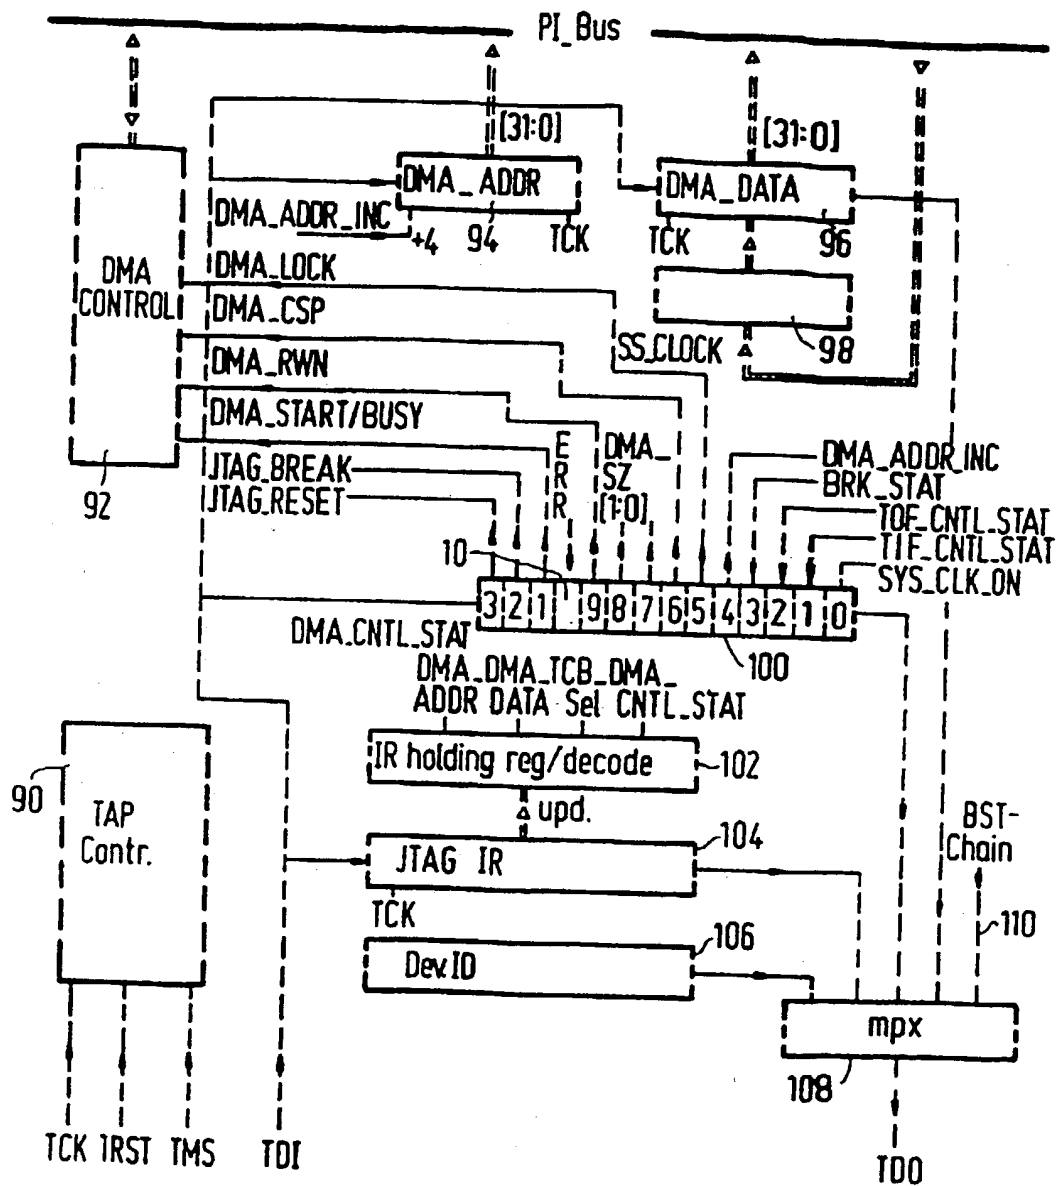 PI_Bus
[31:0]
[31:0]
DMA_ADDR
DMA_DATA
DMA_ADDR_INC
+4
94
TCK
TCK
96
DMA
CONTROL
DMA_LOCK
DMA_CSP
SS_CLOCK
98
DMA_RWN
DMA_START/BUSY
E
R
R
DMA_
SZ
[1:0]
JTAG_BREAK
JTAG_RESET
92
DMA_ADDR_INC
BRK_STAT
TOF_CNTL_STAT
TIF_CNTL_STAT
SYS_CLK_ON
10
3 2 1 9 8 7 6 5 4 3 2 1 0
DMA_CNTL_STAT
100
DMA_DMA_TCB_DMA_
ADDR DATA Sel CNTL_STAT
IR holding reg/decode
102
90
TAP
Contr.
upd.
BST-
Chain
JTAG IR
104
TCK
106
110
Dev.ID
mpx
108
TCK TRST TMS TDI
TDO